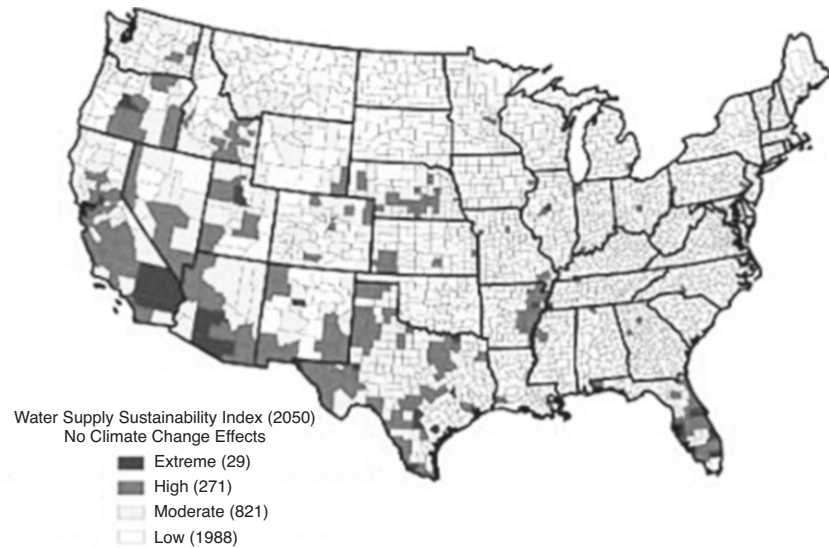 Water Supply Sustainability Index (2050)
No Climate Change Effects
Extreme (29)
High (271)
Moderate (821)
Low (1988)